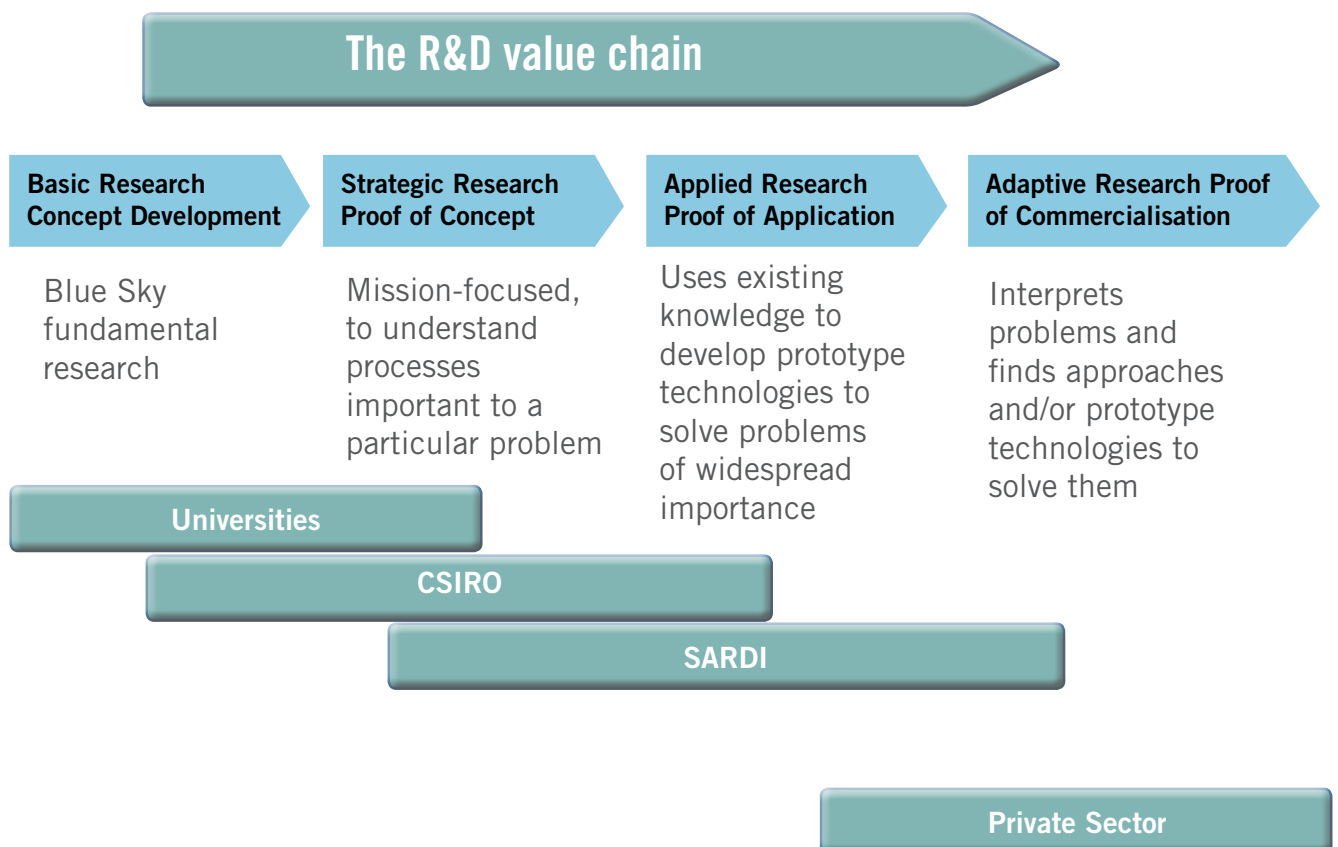 The R&D value chain
Basic Research
Concept Development
Strategic Research
Proof of Concept
Applied Research
Proof of Application
Adaptive Research Proof
of Commercialisation
Blue Sky
fundamental
research
Mission-focused,
to understand
processes
important to a
particular problem
Uses existing
knowledge to
develop prototype
technologies to
solve problems
of widespread
importance
Interprets
problems and
finds approaches
and/or prototype
technologies to
solve them
Universities
CSIRO
SARDI
Private Sector